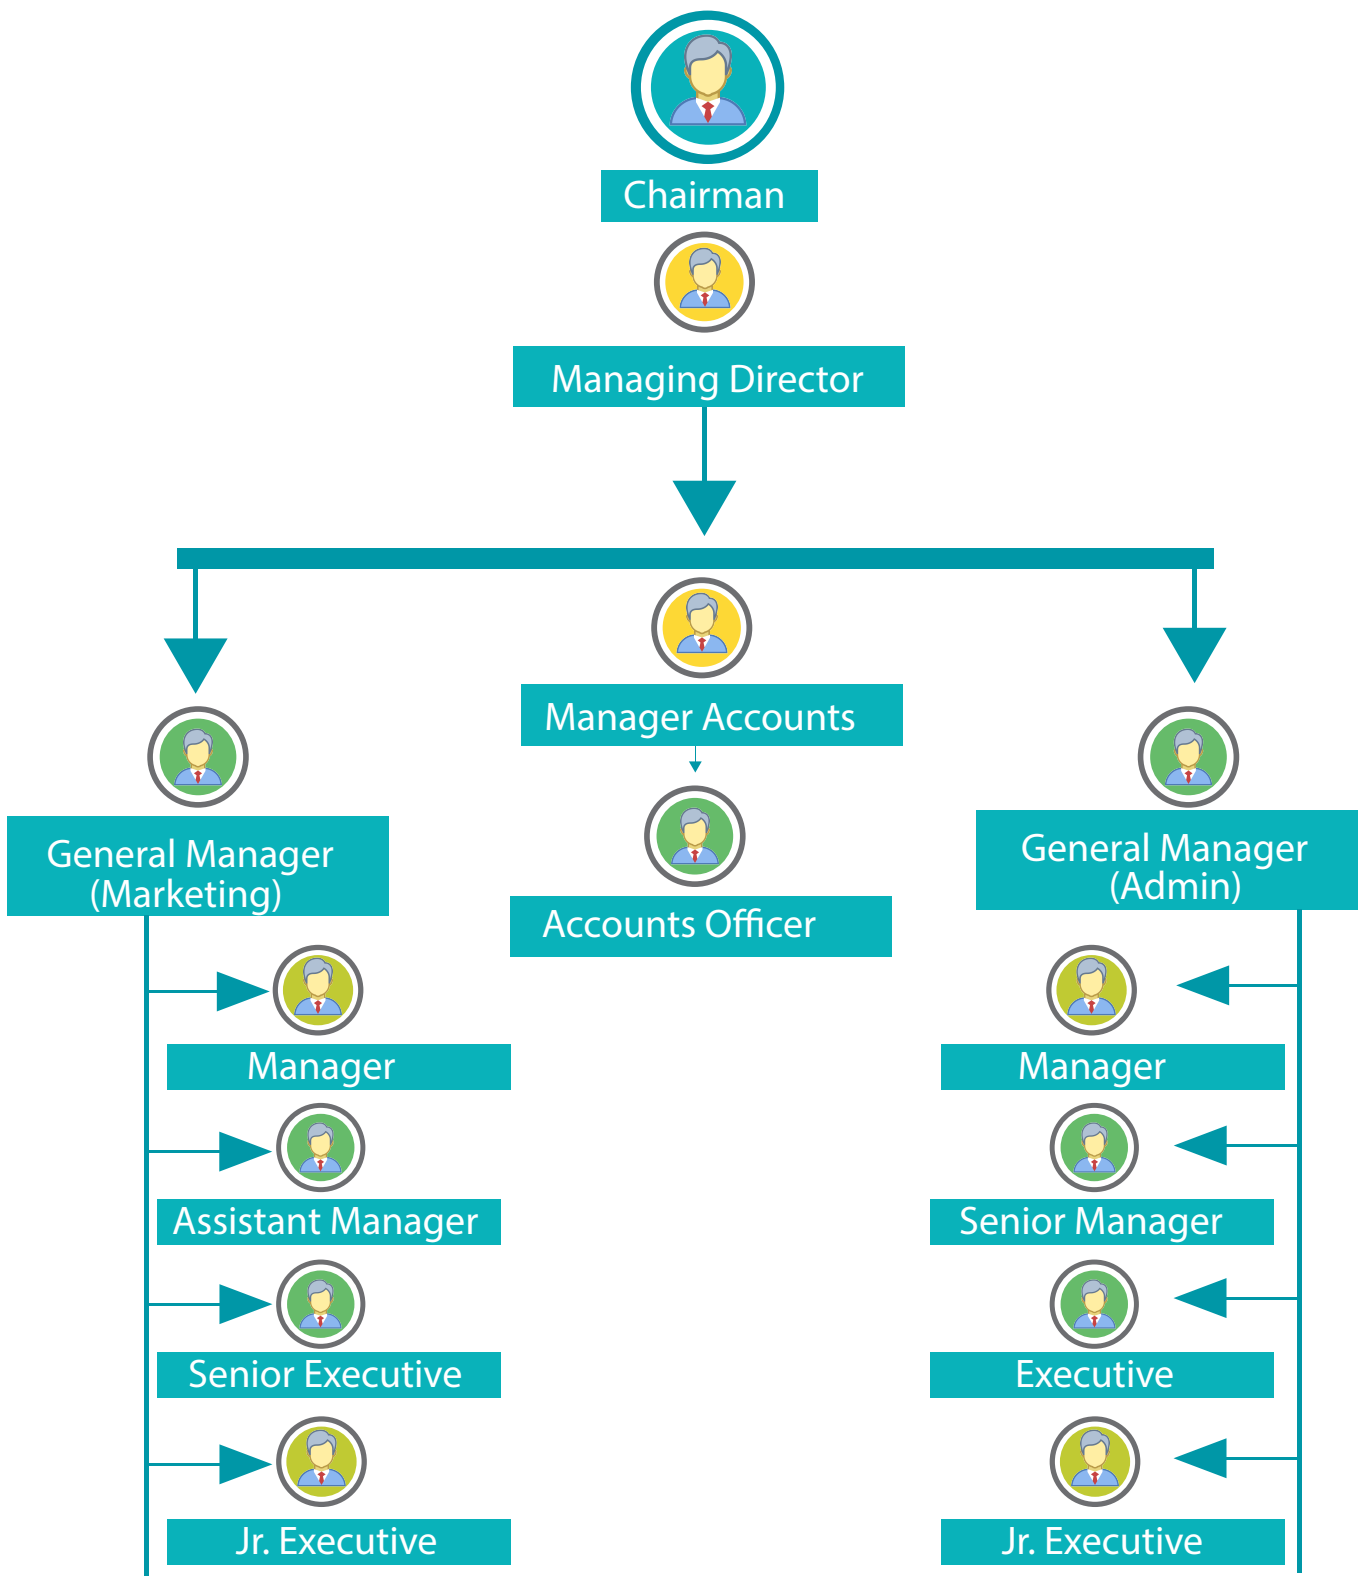 Chairman
Managing Director
Manager Accounts
Accounts Officer
General Manager
(Marketing)
Manager
Assistant Manager
Senior Executive
Jr. Executive
General Manager
(Admin)
Manager
Senior Manager
Executive
Jr. Executive